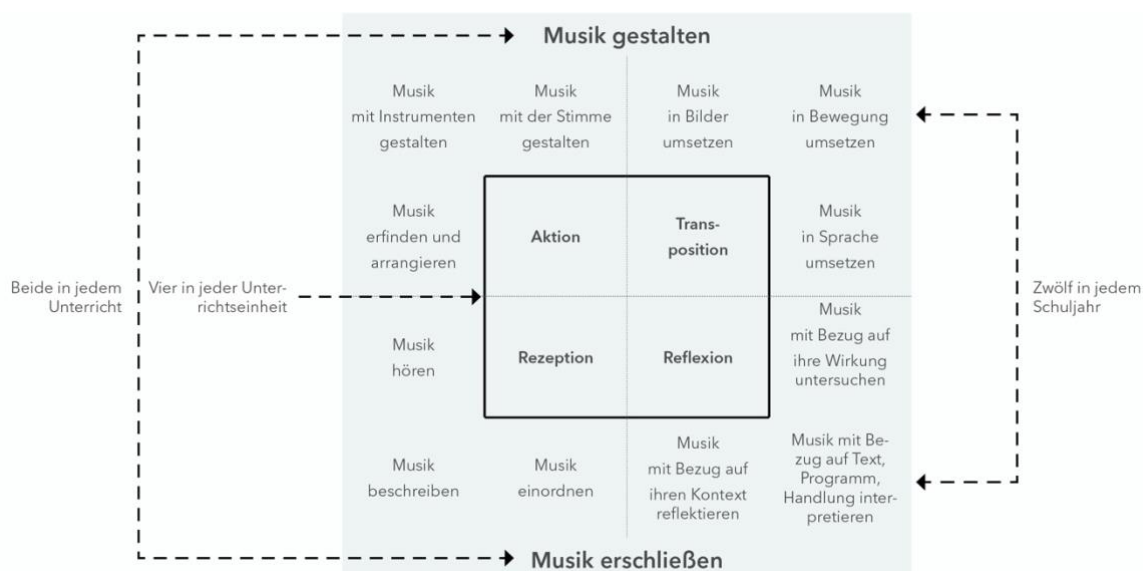 Musik gestalten
Musik
mit Instrumenten
gestalten
Musik
mit der Stimme
gestalten
Musik
in Bilder
umsetzen
Musik
in Bewegung
umsetzen
Musik
erfinden und
arrangieren
Aktion
Trans-
position
Musik
in Sprache
umsetzen
Beide in jedem
Unterricht
Vier in jeder Unter-
richtseinheit
Zwölf in jedem
Schuljahr
Musik
hören
Rezeption
Reflexion
Musik
mit Bezug auf
ihre Wirkung
untersuchen
Musik
beschreiben
Musik
einordnen
Musik
mit Bezug auf
ihren Kontext
reflektieren
Musik mit Be-
zug auf Text,
Programm,
Handlung inter-
pretieren
Musik erschließen